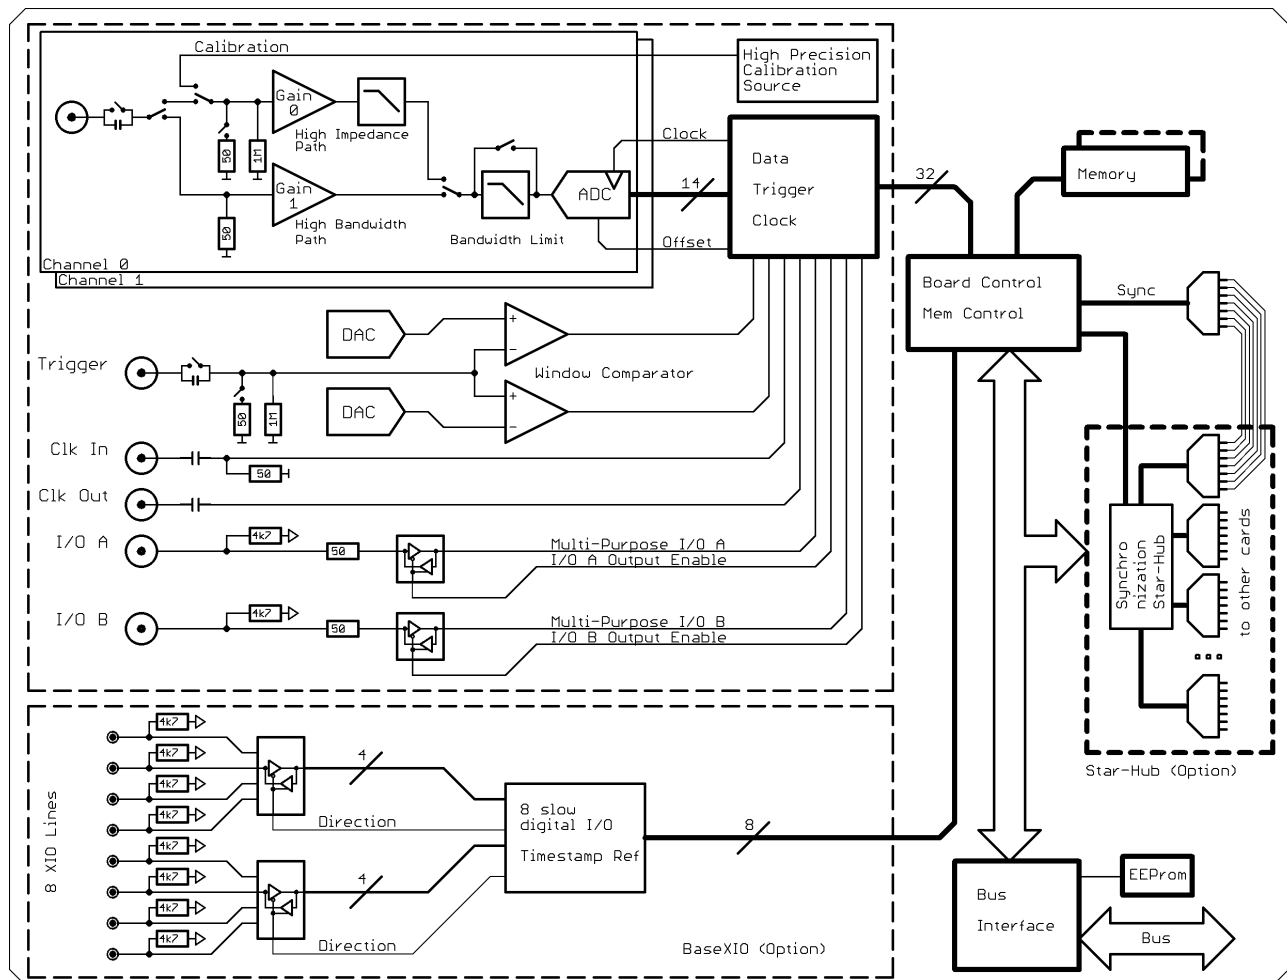 Calibration
High Precision
Calibration
Source
Gain
0
High Impedance
Path
50
1M
Gain
1
High Bandwidth
Path
50
Bandwidth Limit
ADC
Clock
14
Offset
Data
Trigger
Clock
32
Memory
Channel 0
Channel 1
Board Control
Mem Control
Sync
DAC
+
-
Trigger
Window Comparator
50
1M
DAC
+
-
Clk In
50
Clk Out
I/O A
4k7
50
Multi-Purpose I/O A
I/O A Output Enable
I/O B
4k7
50
Multi-Purpose I/O B
I/O B Output Enable
Synchro
nization
Star-Hub
to other cards
Star-Hub (Option)
8 XIO Lines
4k7
4k7
4k7
4k7
4k7
4k7
4k7
4k7
4
Direction
4
Direction
8 slow
digital I/O
Timestamp Ref
8
BaseXIO (Option)
Bus
Interface
EEProm
Bus